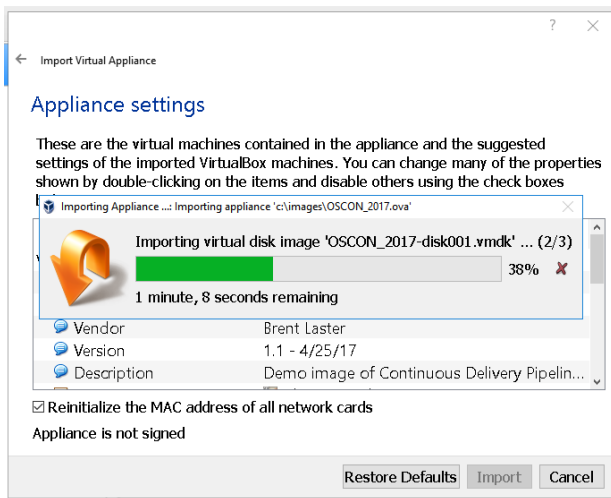 ?
Import Virtual Appliance
Appliance settings
These are the virtual machines contained in the appliance and the suggested
settings of the imported VirtualBox machines. You can change many of the properties
shown by double-clicking on the items and disable others using the check boxes
Importing Appliance ...: Importing appliance 'c:\images\OSCON_2017.ova'
Importing virtual disk image 'OSCON_2017-disk001.vmdk' ... (2/3)
38%
1 minute, 8 seconds remaining
Vendor Brent Laster
Version 1.1 - 4/25/17
Description Demo image of Continuous Delivery Pipelin...
Reinitialize the MAC address of all network cards
Appliance is not signed
Restore Defaults Import Cancel